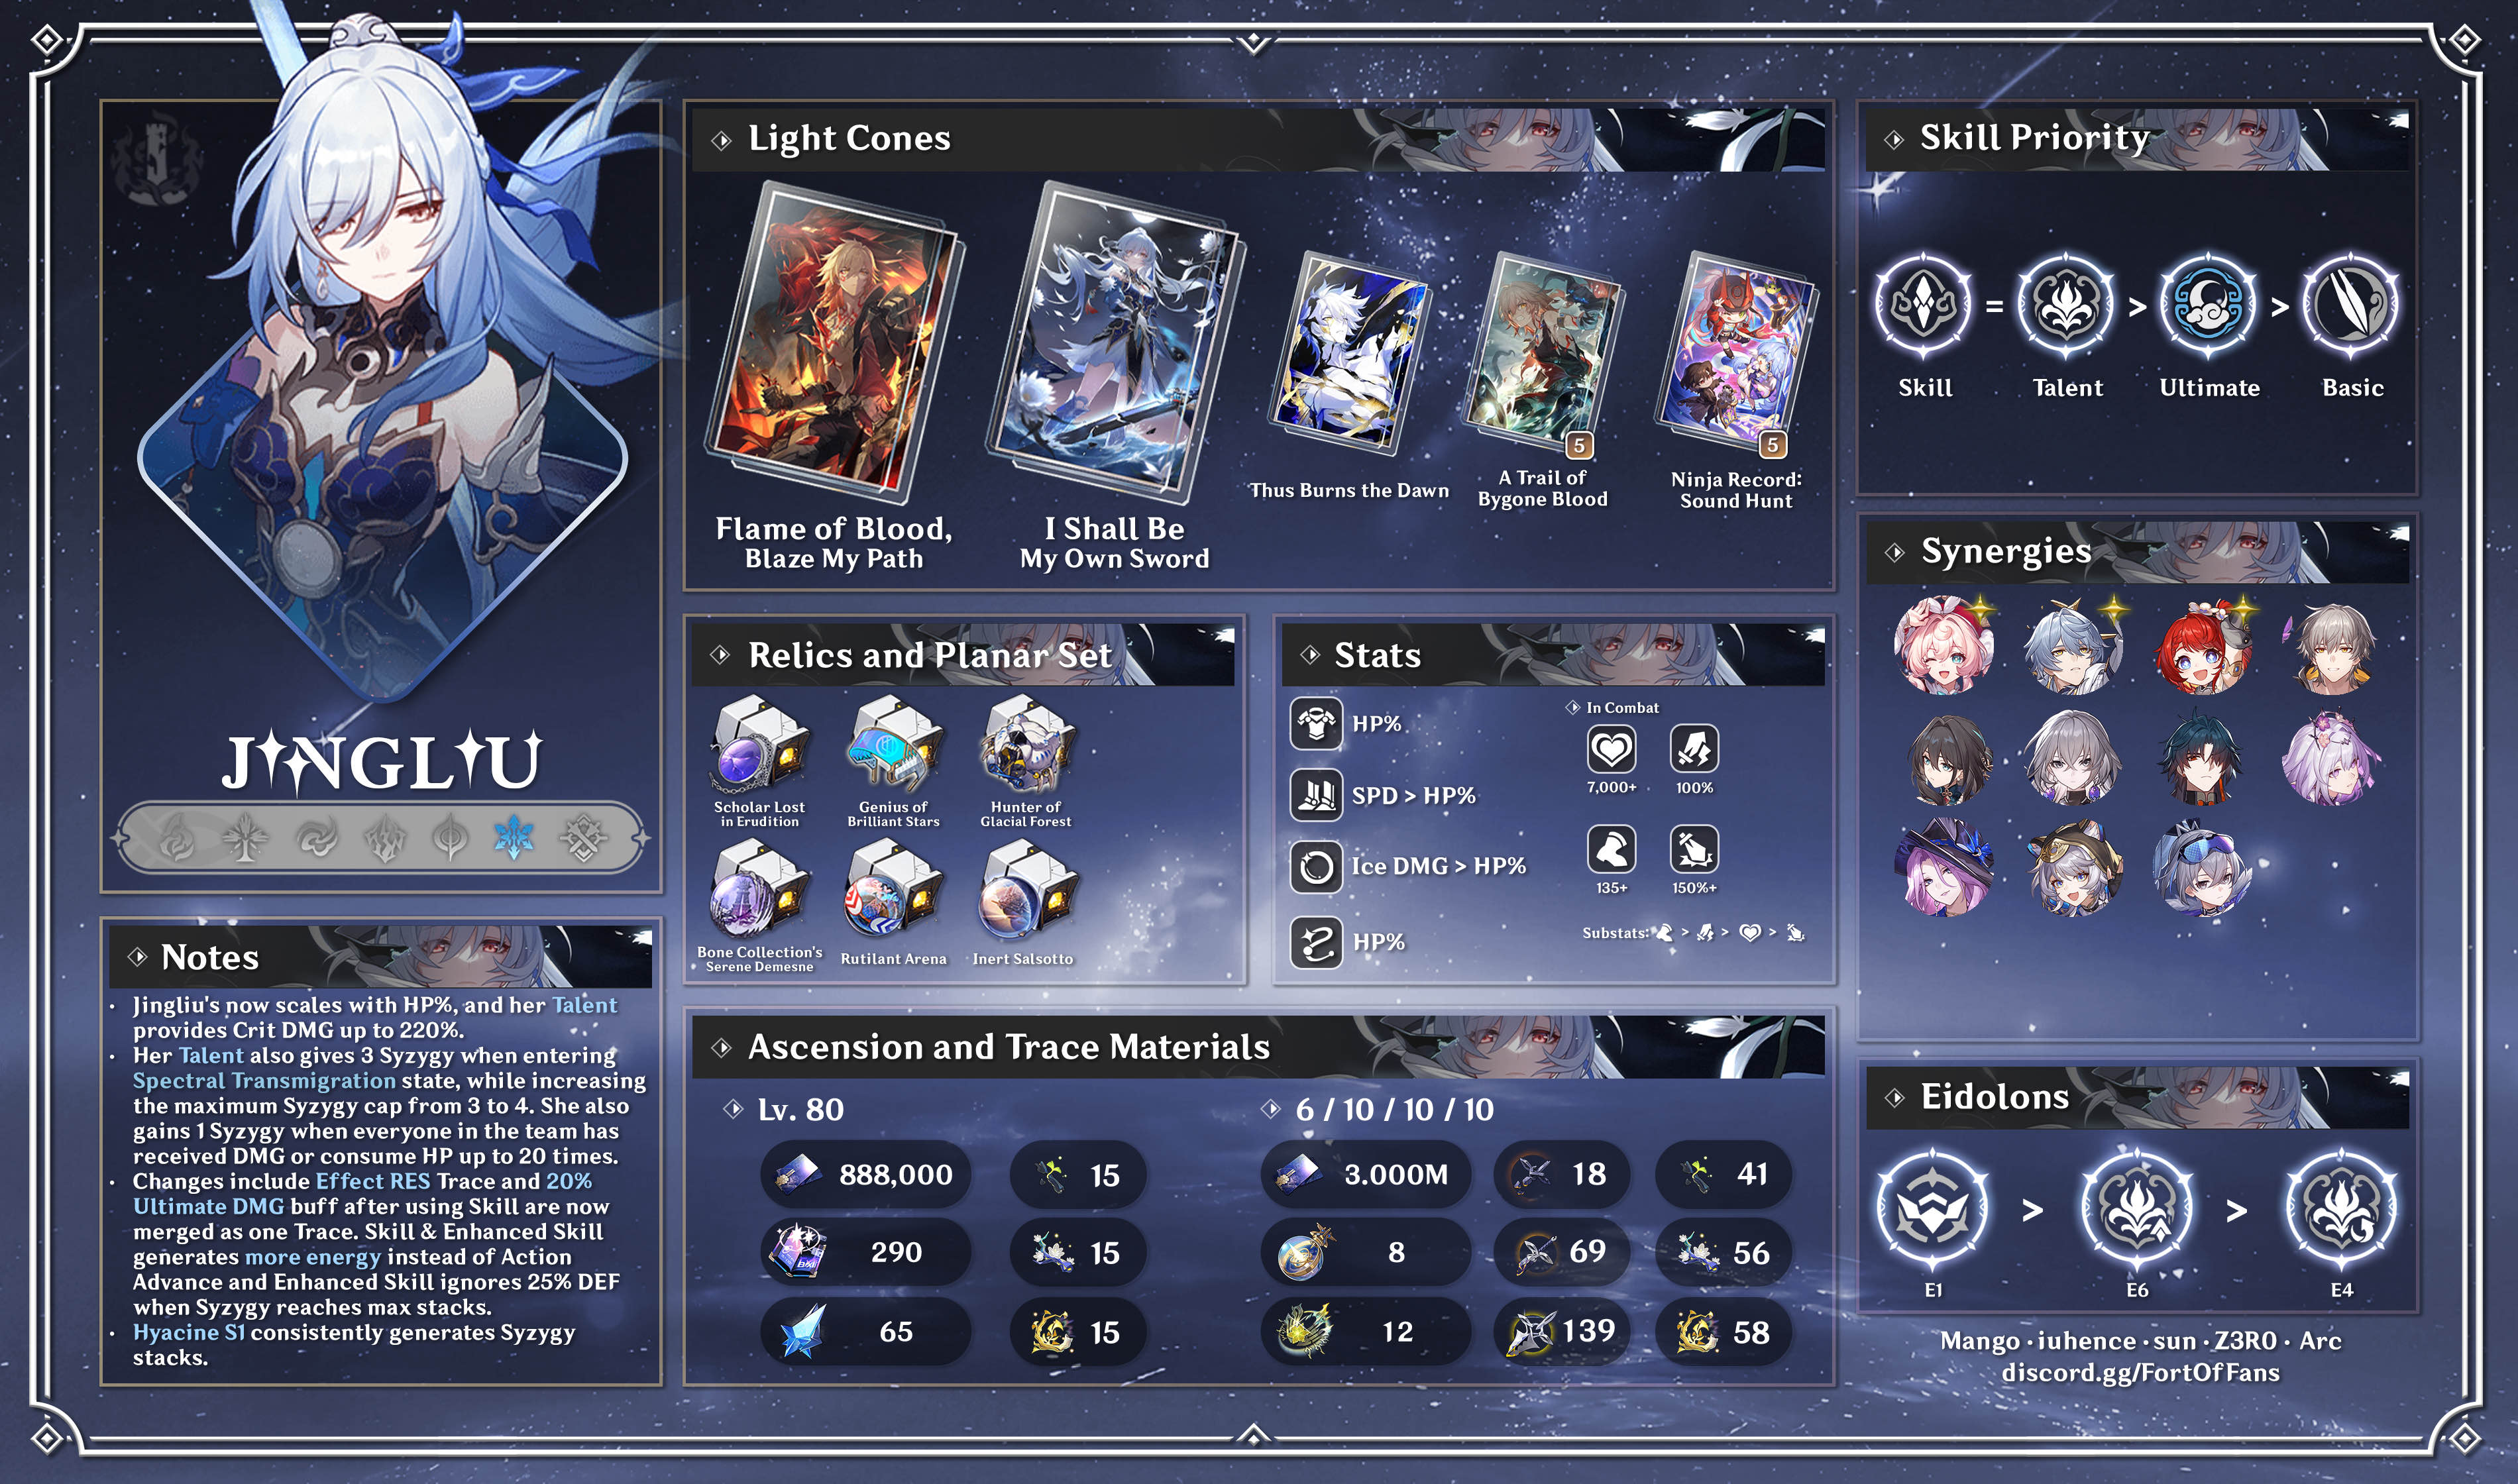 JINGLIU
Notes
• Jingliu's now scales with HP%, and her Talent
provides Crit DMG up to 220%.
• Her Talent also gives 3 Syzygy when entering
Spectral Transmigration state, while increasing
the maximum Syzygy cap from 3 to 4. She also
gains 1 Syzygy when everyone in the team has
received DMG or consume HP up to 20 times.
• Changes include Effect RES Trace and 20%
Ultimate DMG buff after using Skill are now
merged as one Trace. Skill & Enhanced Skill
generates more energy instead of Action
Advance and Enhanced Skill ignores 25% DEF
when Syzygy reaches max stacks.
• Hyacine S1 consistently generates Syzygy
stacks.
Light Cones
5
5
Flame of Blood,
Blaze My Path
I Shall Be
My Own Sword
Thus Burns the Dawn
A Trail of
Bygone Blood
Ninja Record:
Sound Hunt
Relics and Planar Set
Scholar Lost
in Erudition
Genius of
Brilliant Stars
Hunter of
Glacial Forest
Bone Collection's
Serene Demesne
Rutilant Arena
Inert Salsotto
Stats
HP%
SPD > HP%
Ice DMG > HP%
HP%
In Combat
7,000+
100%
135+
150%+
Substats: > > >
Ascension and Trace Materials
Lv. 80
888,000
15
290
15
65
15
6 / 10 / 10 / 10
3.000M
18
41
8
69
56
12
139
58
Skill Priority
= > >
Skill
Talent
Ultimate
Basic
Synergies
Eidolons
> >
E1
E6
E4
Mango · iuhence · sun · Z3R0 · Arc
discord.gg/FortOfFans